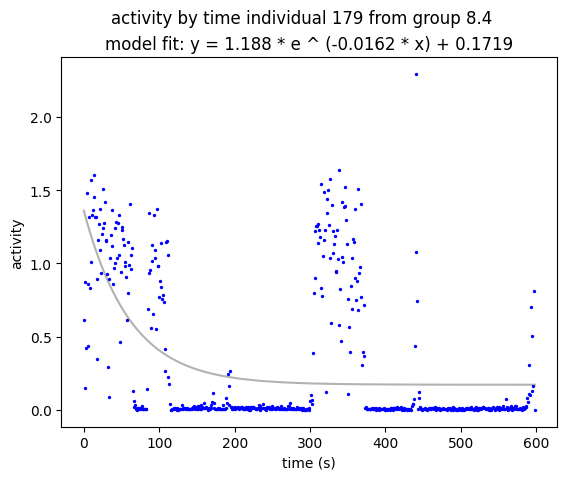 activity by time individual 179 from group 8.4
model fit: y = 1.188 * e ^ (-0.0162 * x) + 0.1719
2.0
1.5
1.0
0.5
0.0
activity
0 100 200 300 400 500 600
time (s)